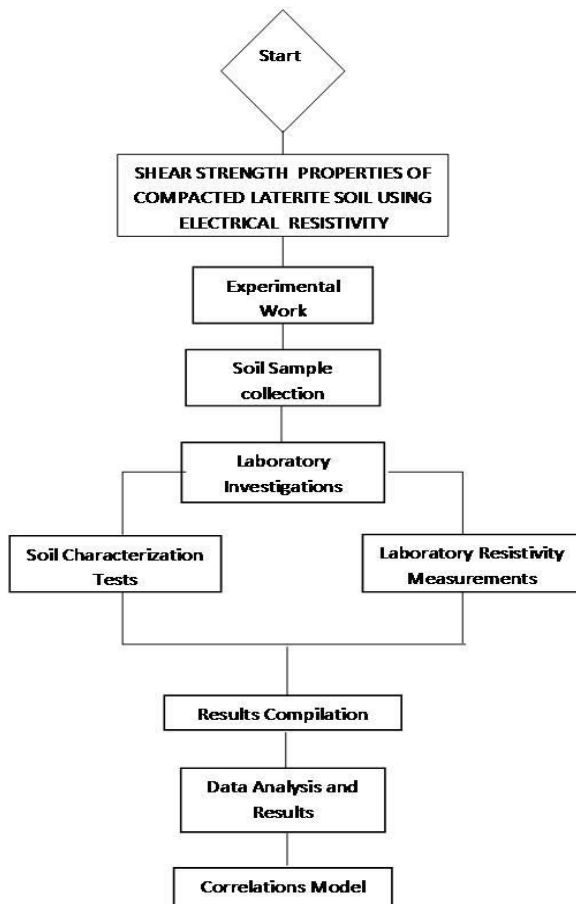 Start
SHEAR STRENGTH PROPERTIES OF
COMPACTED LATERITE SOIL USING
ELECTRICAL RESISTIVITY
Experimental
Work
Soil Sample
collection
Laboratory
Investigations
Soil Characterization
Tests
Laboratory Resistivity
Measurements
Results Compilation
Data Analysis and
Results
Correlations Model